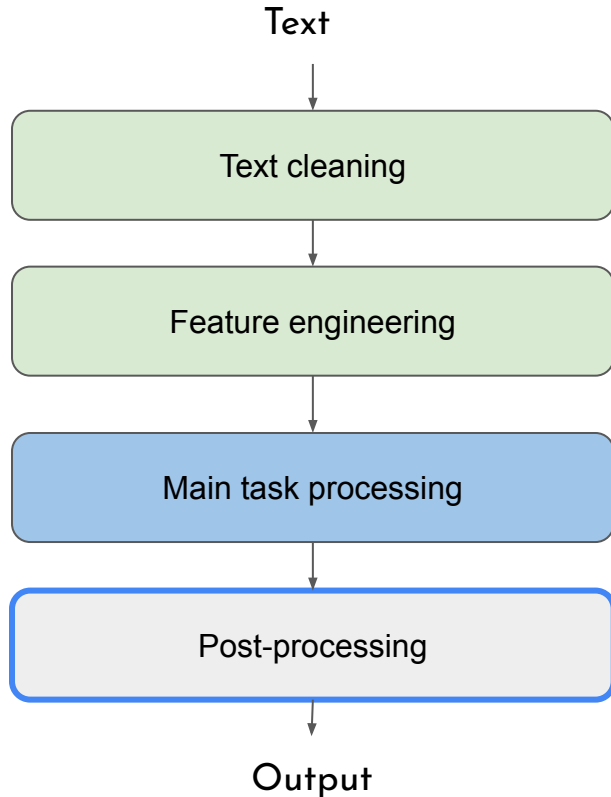 Text
Text cleaning
Feature engineering
Main task processing
Post-processing
Output